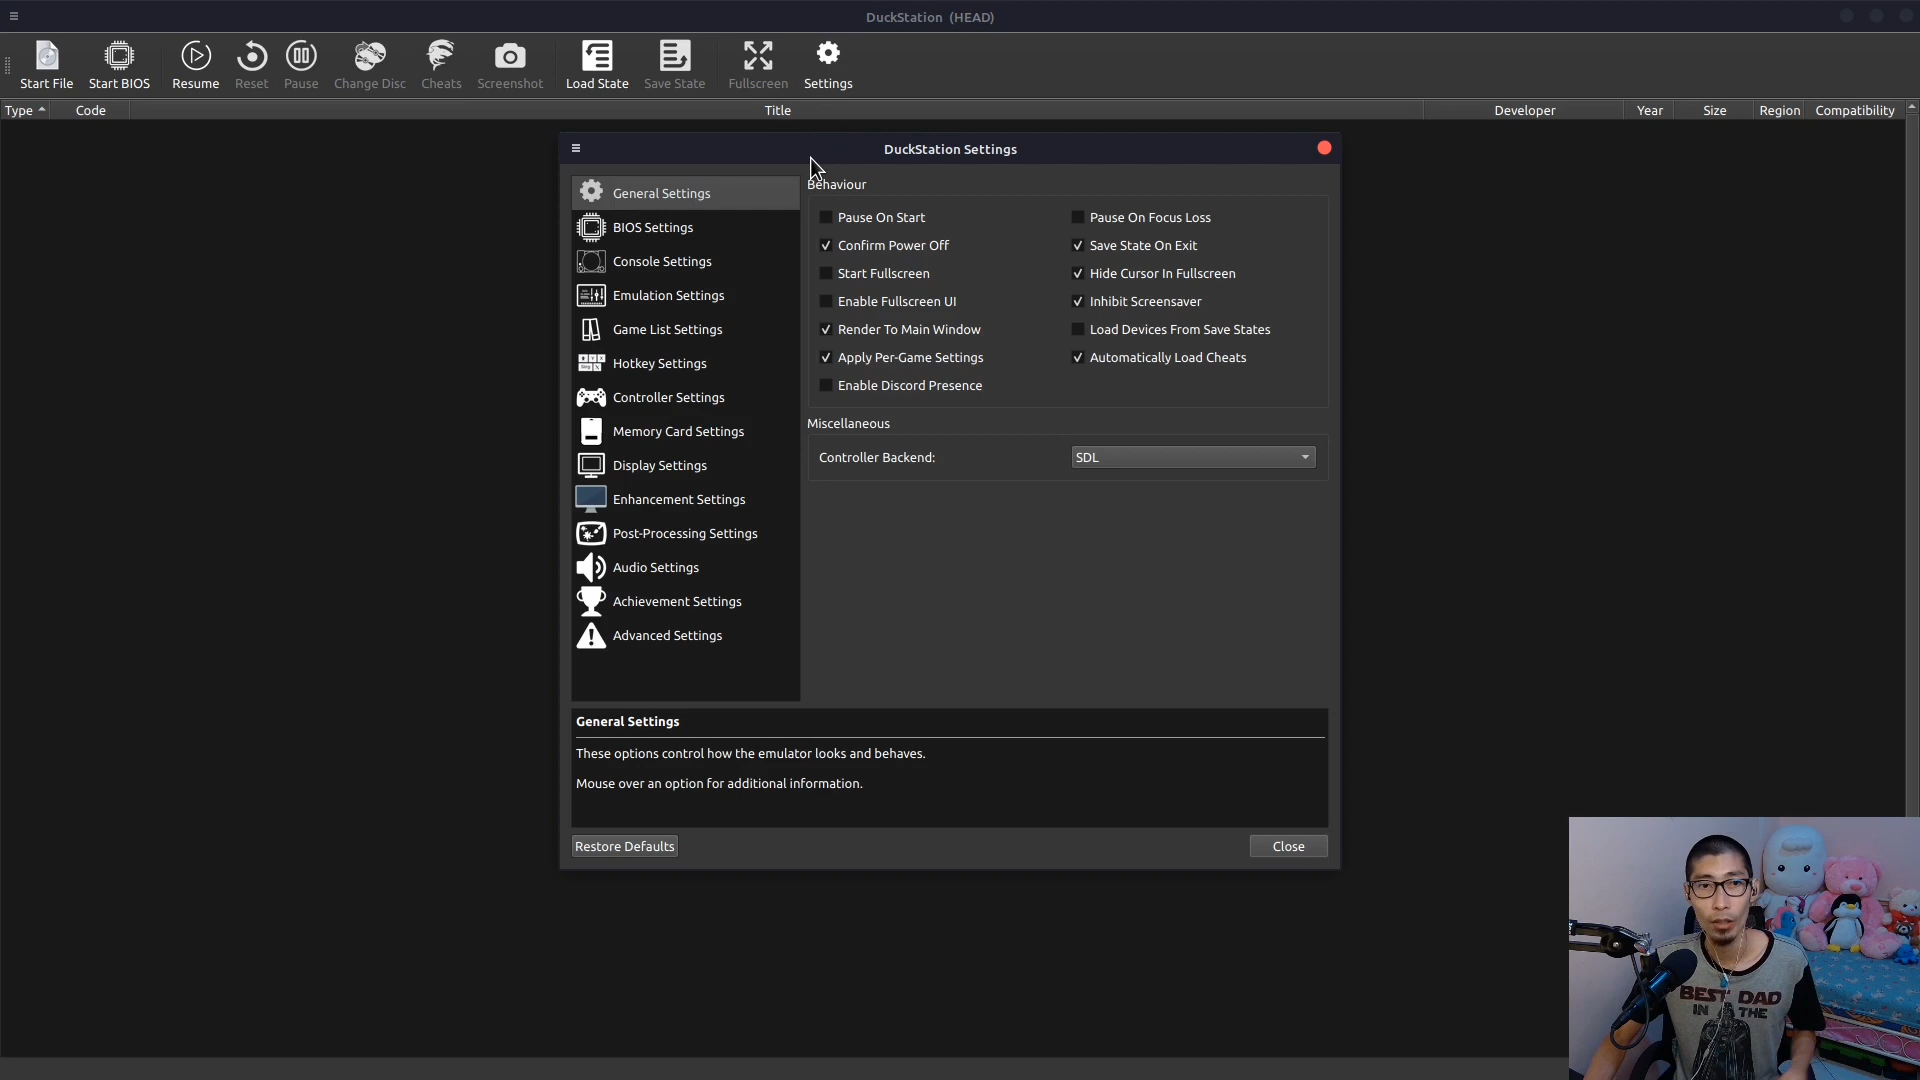 DuckStation (HEAD)
Start File
Start BIOS
Resume
Reset
Pause
Change Disc
Cheats
Screenshot
Load State
Save State
Fullscreen
Settings
Type
Code
Title
Developer
Year
Size
Region
Compatibility
DuckStation Settings
General Settings
BIOS Settings
Console Settings
Emulation Settings
Game List Settings
Hotkey Settings
Controller Settings
Memory Card Settings
Display Settings
Enhancement Settings
Post-Processing Settings
Audio Settings
Achievement Settings
Advanced Settings
Behaviour
Pause On Start
Pause On Focus Loss
Confirm Power Off
Save State On Exit
Start Fullscreen
Hide Cursor In Fullscreen
Enable Fullscreen UI
Inhibit Screensaver
Render To Main Window
Load Devices From Save States
Apply Per-Game Settings
Automatically Load Cheats
Enable Discord Presence
Miscellaneous
Controller Backend:
SDL
General Settings
These options control how the emulator looks and behaves.
Mouse over an option for additional information.
Restore Defaults
Close
BEST DAD
IN THE